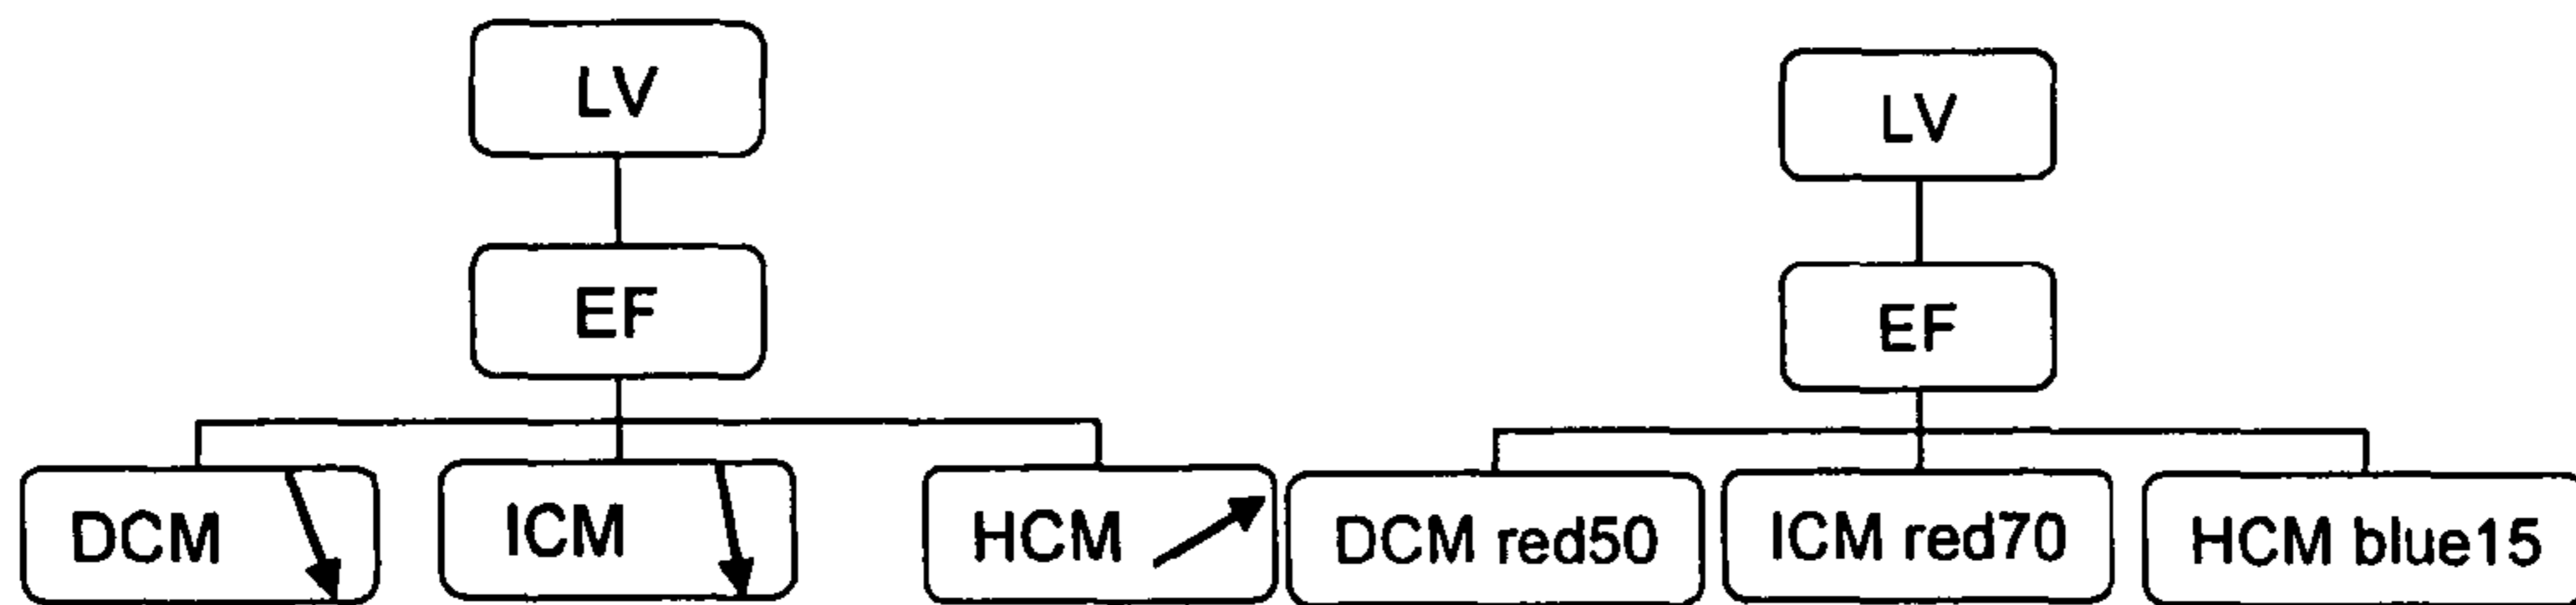 LV
EF
DCM
ICM
HCM
LV
EF
DCM red50
ICM red70
HCM blue15